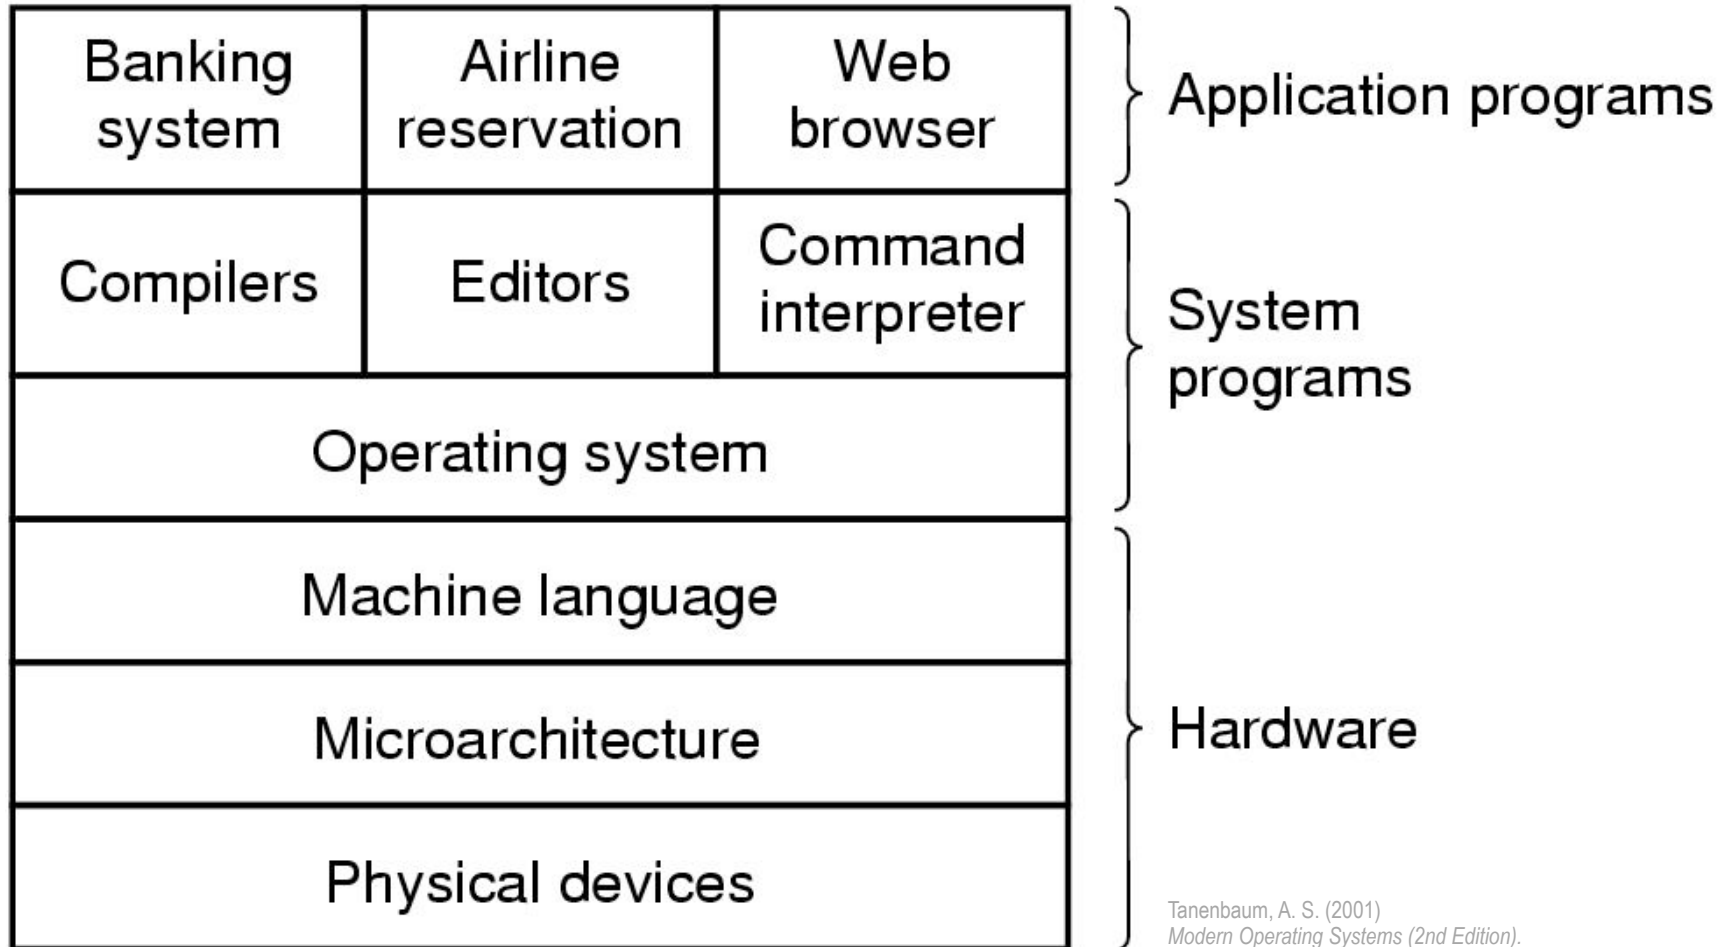 Banking
system
Airline
reservation
Web
browser
Application programs
Compilers
Editors
Command
interpreter
System
programs
Operating system
Machine language
Microarchitecture
Hardware
Physical devices
Tanenbaum, A. S. (2001)
Modern Operating Systems (2nd Edition).